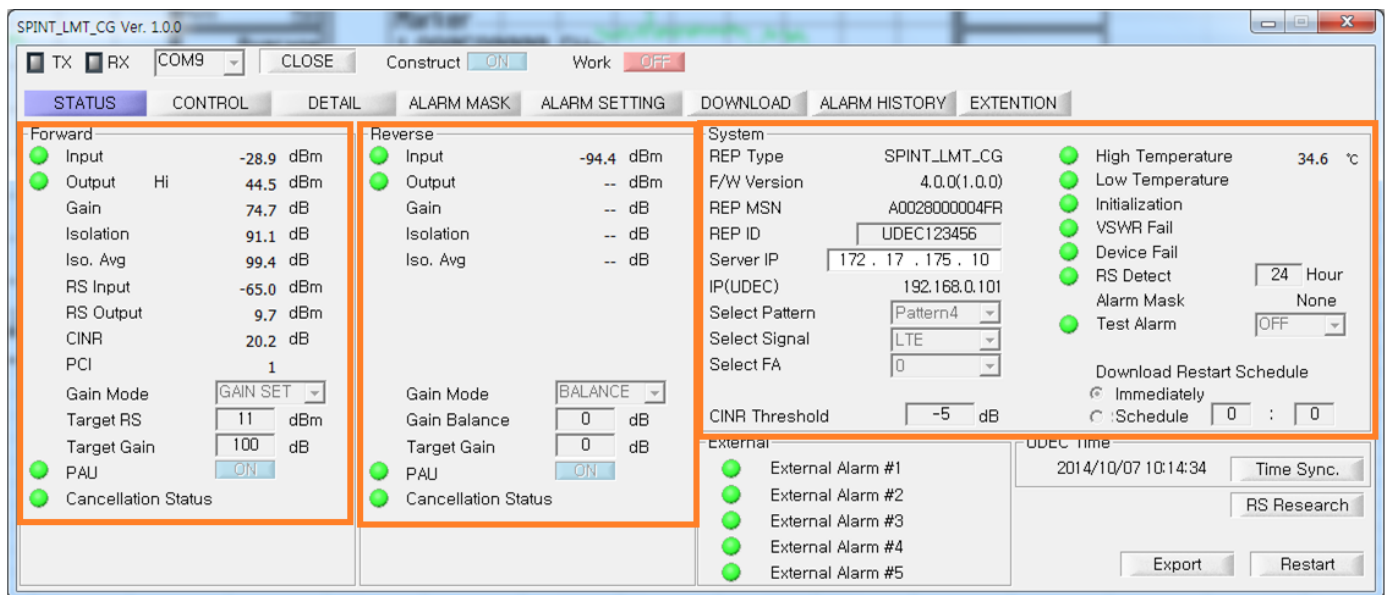 SPINT_LMT_CG Ver. 1.0.0
TX RX COM9 CLOSE Construct ON Work OFF
STATUS CONTROL DETAIL ALARM MASK ALARM SETTING DOWNLOAD ALARM HISTORY EXTENTION
Forward
Input -28.9 dBm
Output Hi 44.5 dBm
Gain 74.7 dB
Isolation 91.1 dB
Iso. Avg 99.4 dB
RS Input -65.0 dBm
RS Output 9.7 dBm
CINR 20.2 dB
PCI 1
Gain Mode GAIN SET
Target RS 11 dBm
Target Gain 100 dB
PAU ON
Cancellation Status
Reverse
Input -94.4 dBm
Output -- dBm
Gain -- dB
Isolation -- dB
Iso. Avg -- dB
Gain Mode BALANCE
Gain Balance 0 dB
Target Gain 0 dB
PAU ON
Cancellation Status
System
REP Type SPINT_LMT_CG
F/W Version 4.0.0(1.0.0)
REP MSN A0028000004FR
REP ID UDEC123456
Server IP 172 . 17 . 175 . 10
IP(UDEC) 192.168.0.101
Select Pattern Pattern4
Select Signal LTE
Select FA 0
CINR Threshold -5 dB
High Temperature 34.6 ℃
Low Temperature
Initialization
VSWR Fail
Device Fail
RS Detect 24 Hour
Alarm Mask None
Test Alarm OFF
Download Restart Schedule
Immediately
:Schedule 0 : 0
External
External Alarm #1
External Alarm #2
External Alarm #3
External Alarm #4
External Alarm #5
UDEC Time
2014/10/07 10:14:34 Time Sync.
RS Research
Export Restart